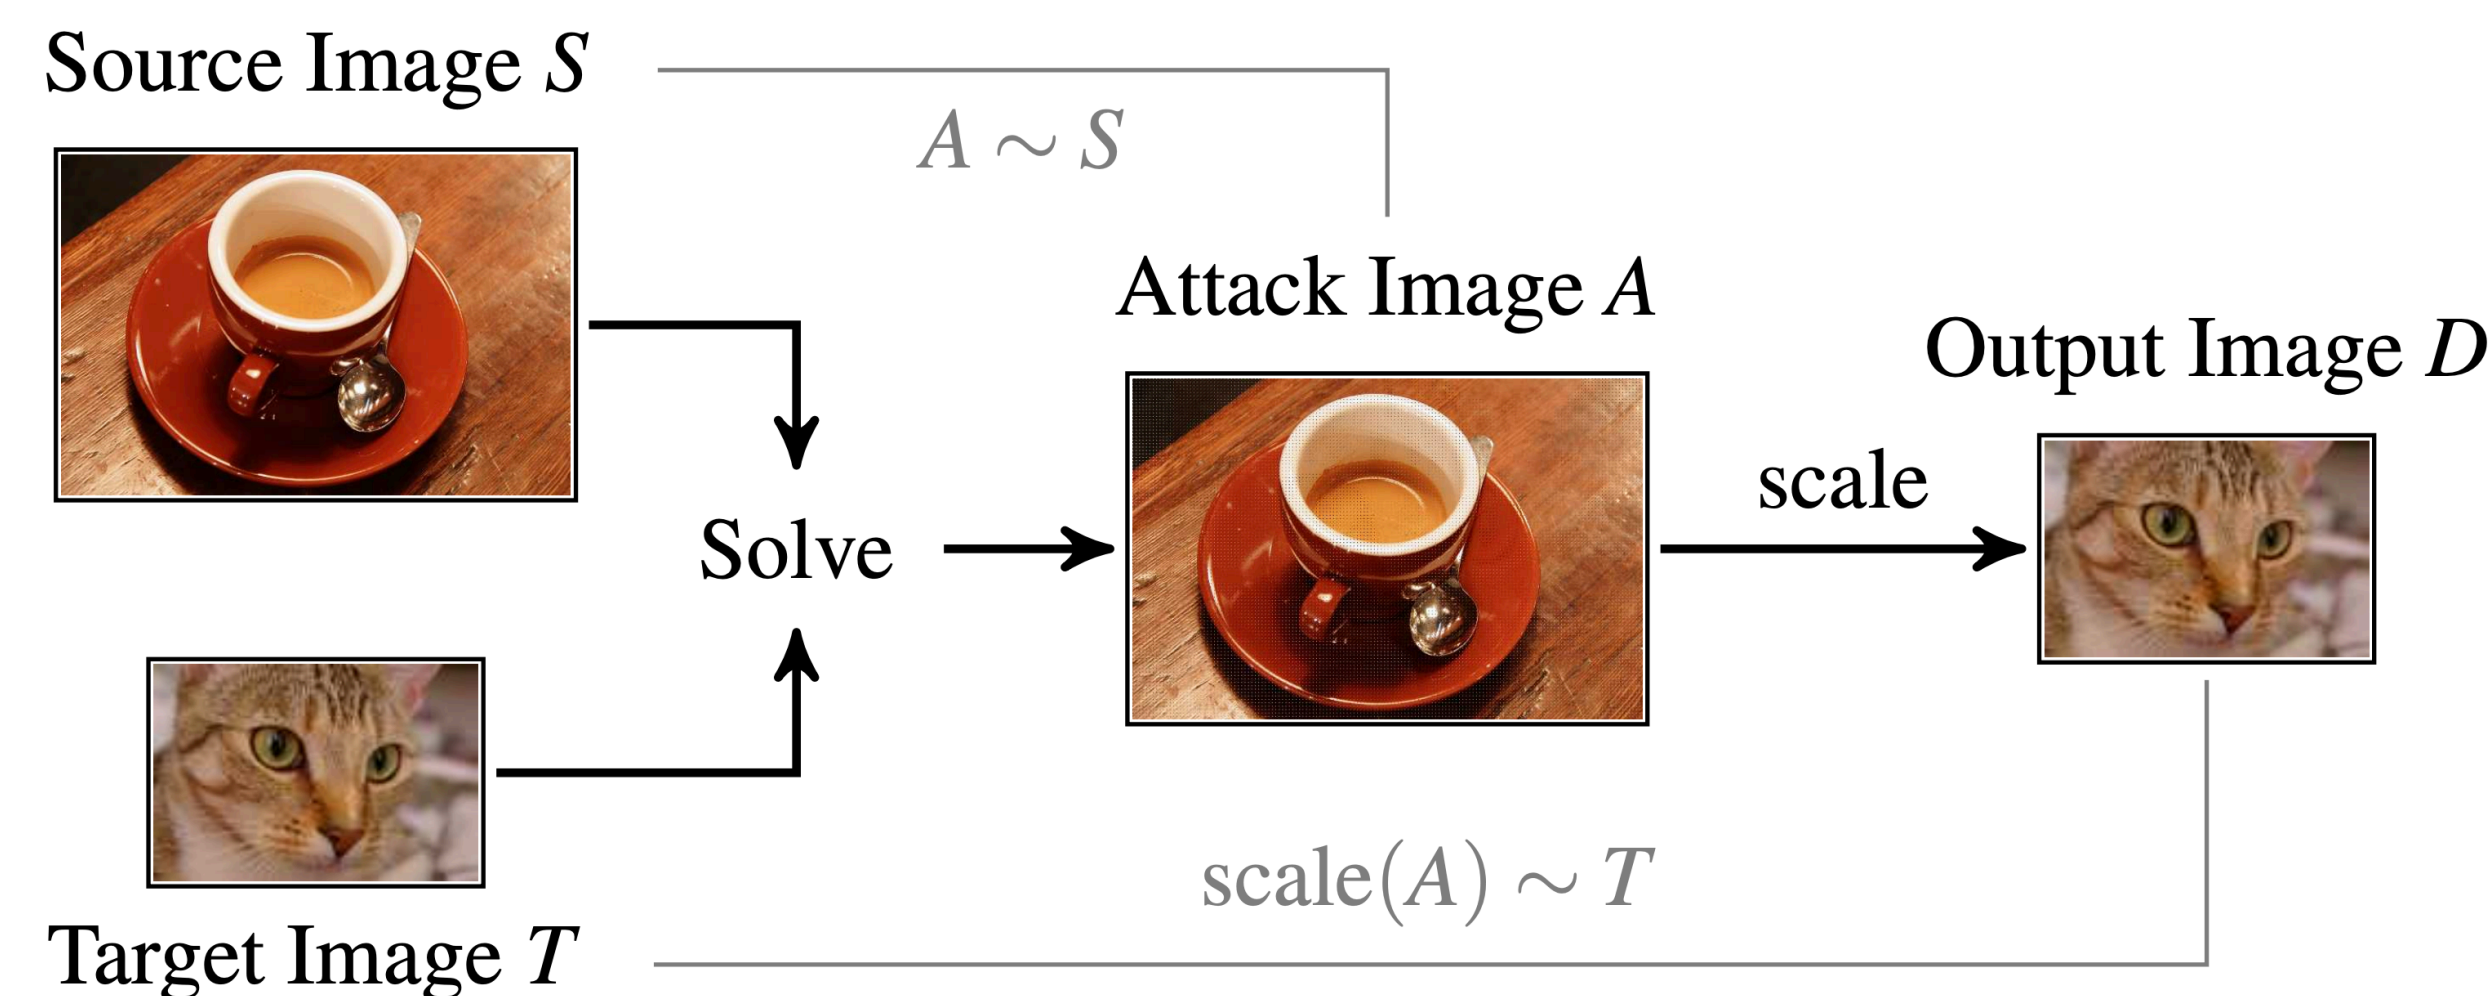 Source Image S
A ∼ S
Attack Image A
Output Image D
scale
Solve
scale(A) ∼ T
Target Image T